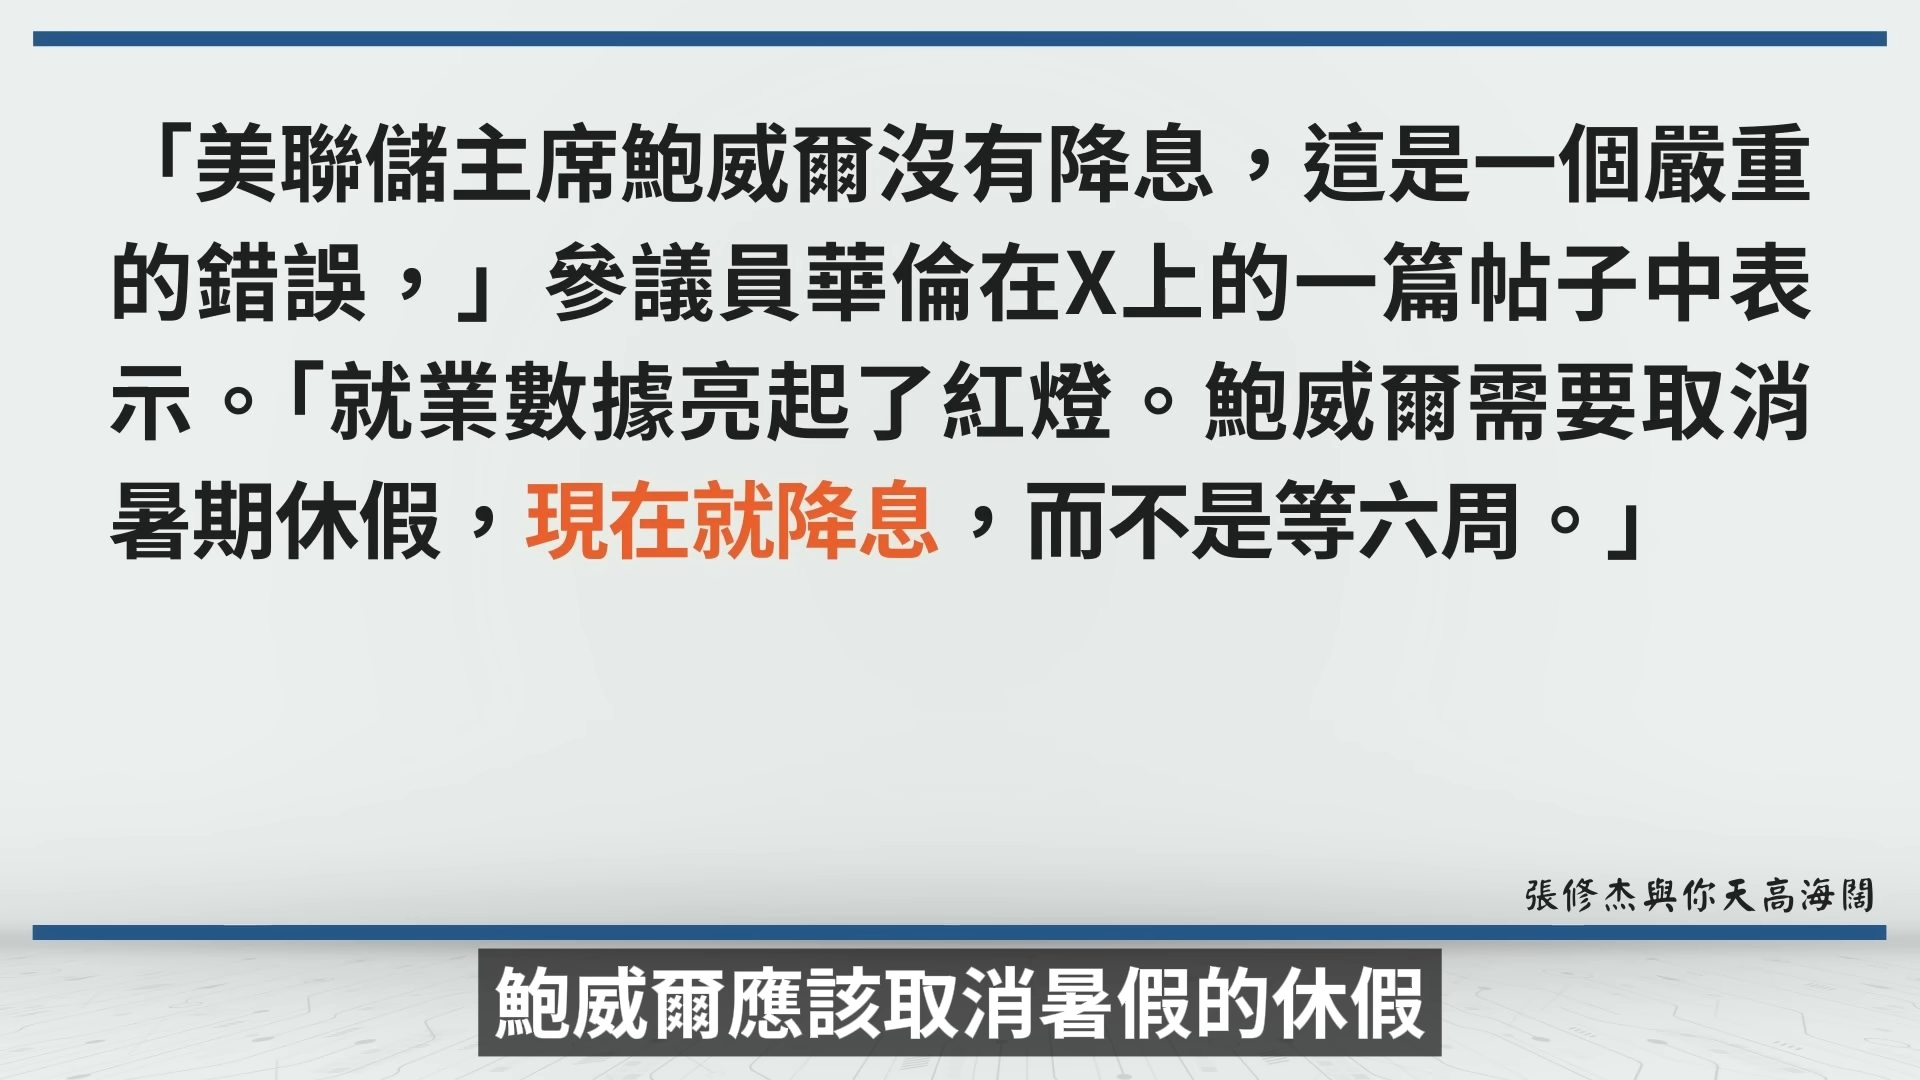 「美聯儲主席鮑威爾沒有降息，這是一個嚴重
的錯誤，」參議員華倫在X上的一篇帖子中表
示。「就業數據亮起了紅燈。鮑威爾需要取消
暑期休假，現在就降息，而不是等六周。」
張修杰與你天高海闊
鮑威爾應該取消暑假的休假